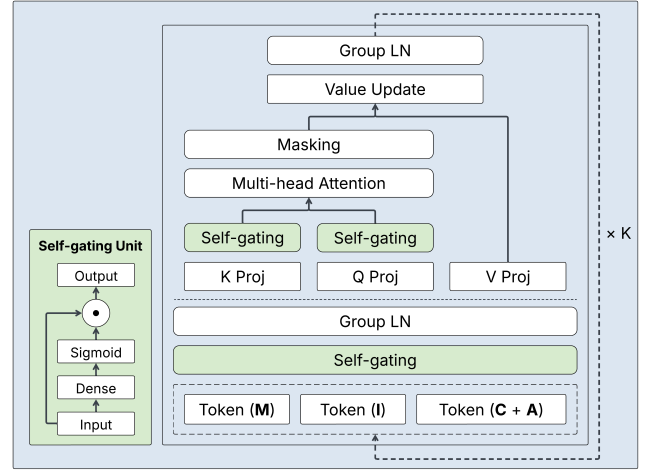 Group LN
Value Update
Masking
Multi-head Attention
Self-gating
Self-gating
K Proj
Q Proj
V Proj
Group LN
Self-gating
Token (M)
Token (I)
Token (C + A)
× K
Self-gating Unit
Output
Sigmoid
Dense
Input